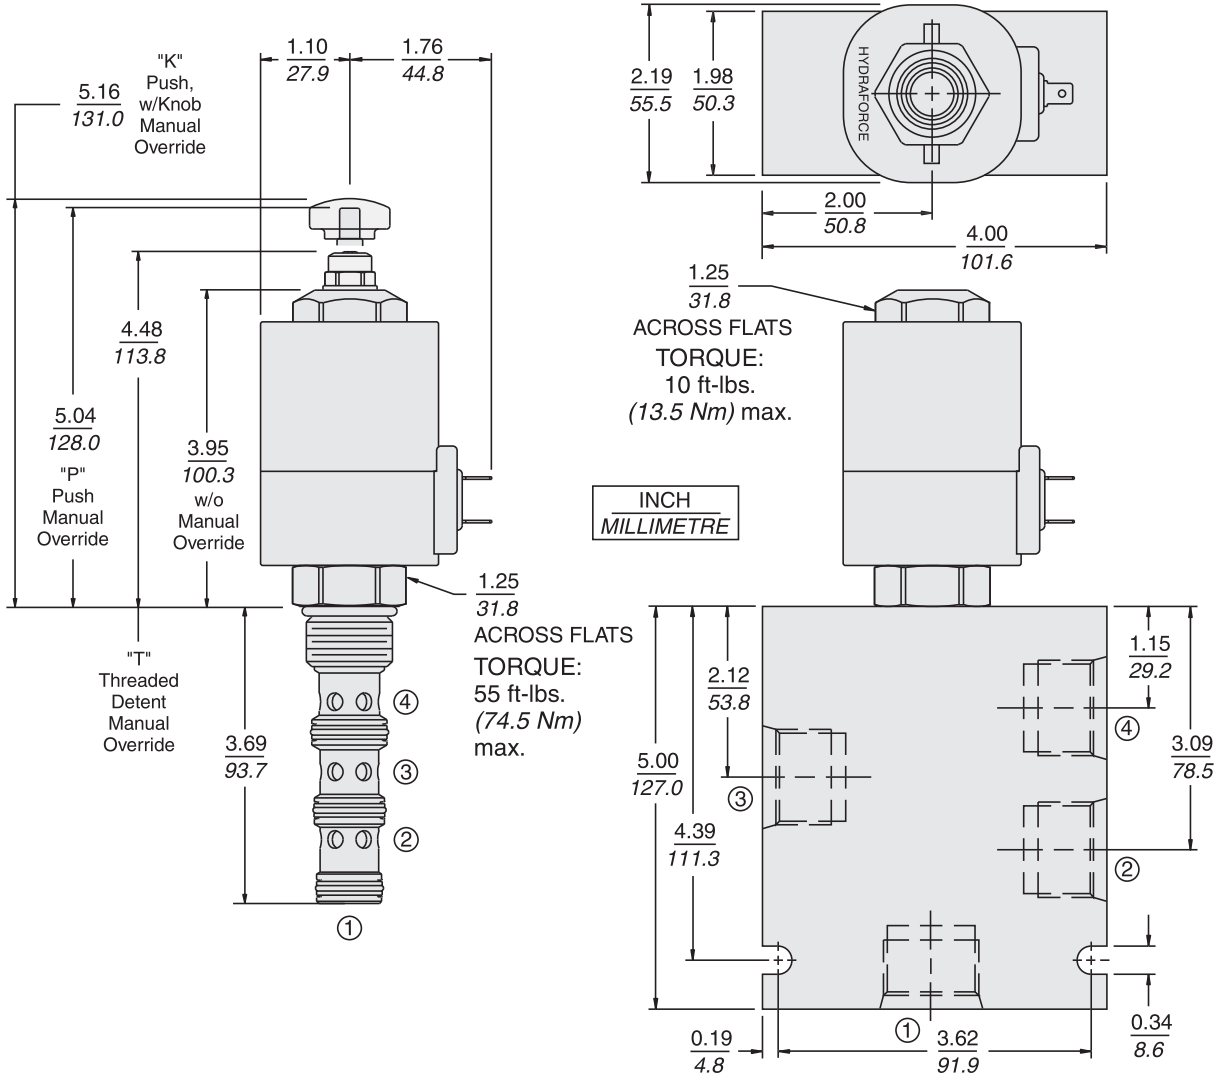 "K"
Push,
w/Knob
Manual
Override
5.16
131.0
1.10
27.9
1.76
44.8
4.48
113.8
5.04
128.0
"P"
Push
Manual
Override
3.95
100.3
w/o
Manual
Override
"T"
Threaded
Detent
Manual
Override
3.69
93.7
1.25
31.8
ACROSS FLATS
TORQUE:
55 ft-lbs.
(74.5 Nm)
max.
4
3
2
1
2.19
55.5
1.98
50.3
HYDRAFORCE
2.00
50.8
4.00
101.6
1.25
31.8
ACROSS FLATS
TORQUE:
10 ft-lbs.
(13.5 Nm) max.
INCH
MILLIMETRE
2.12
53.8
5.00
127.0
4.39
111.3
1.15
29.2
3.09
78.5
3
4
2
1
0.19
4.8
3.62
91.9
0.34
8.6